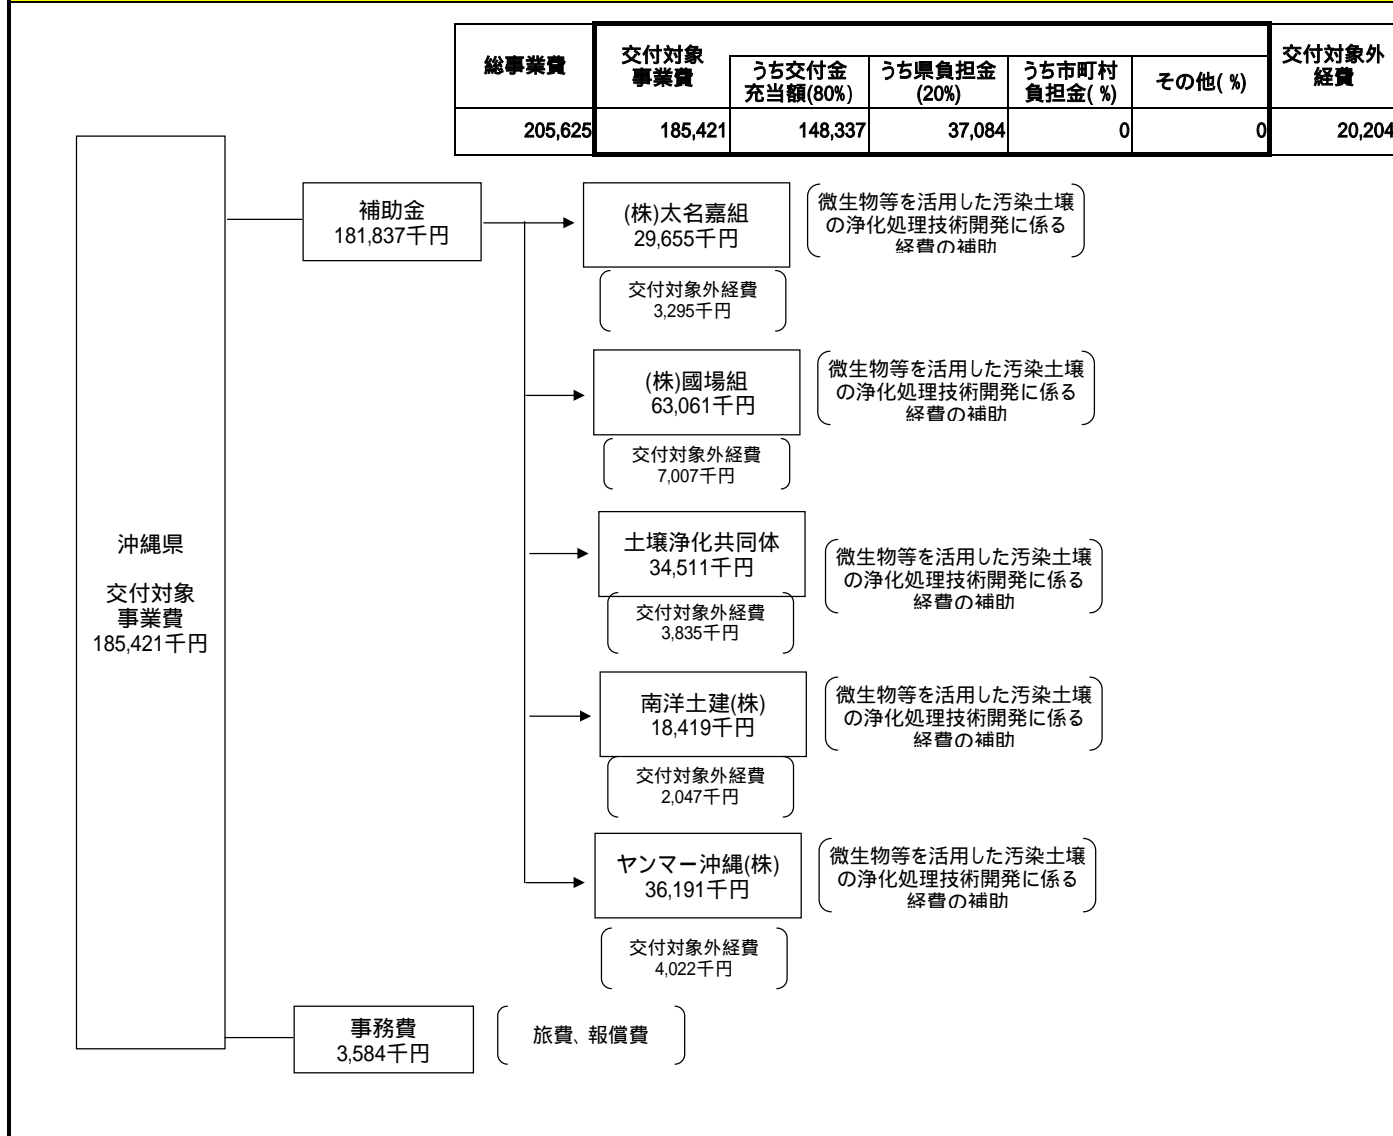 総事業費
交付対象
事業費
うち交付金
充当額(80%)
うち県負担金
(20%)
うち市町村
負担金( %)
その他( %)
交付対象外
経費
205,625
185,421
148,337
37,084
0
0
20,204
沖縄県
交付対象
事業費
185,421千円
補助金
181,837千円
(株)太名嘉組
29,655千円
微生物等を活用した汚染土壌
の浄化処理技術開発に係る
経費の補助
交付対象外経費
3,295千円
(株)國場組
63,061千円
微生物等を活用した汚染土壌
の浄化処理技術開発に係る
経費の補助
交付対象外経費
7,007千円
土壌浄化共同体
34,511千円
微生物等を活用した汚染土壌
の浄化処理技術開発に係る
経費の補助
交付対象外経費
3,835千円
南洋土建(株)
18,419千円
微生物等を活用した汚染土壌
の浄化処理技術開発に係る
経費の補助
交付対象外経費
2,047千円
ヤンマー沖縄(株)
36,191千円
微生物等を活用した汚染土壌
の浄化処理技術開発に係る
経費の補助
交付対象外経費
4,022千円
事務費
3,584千円
旅費、報償費